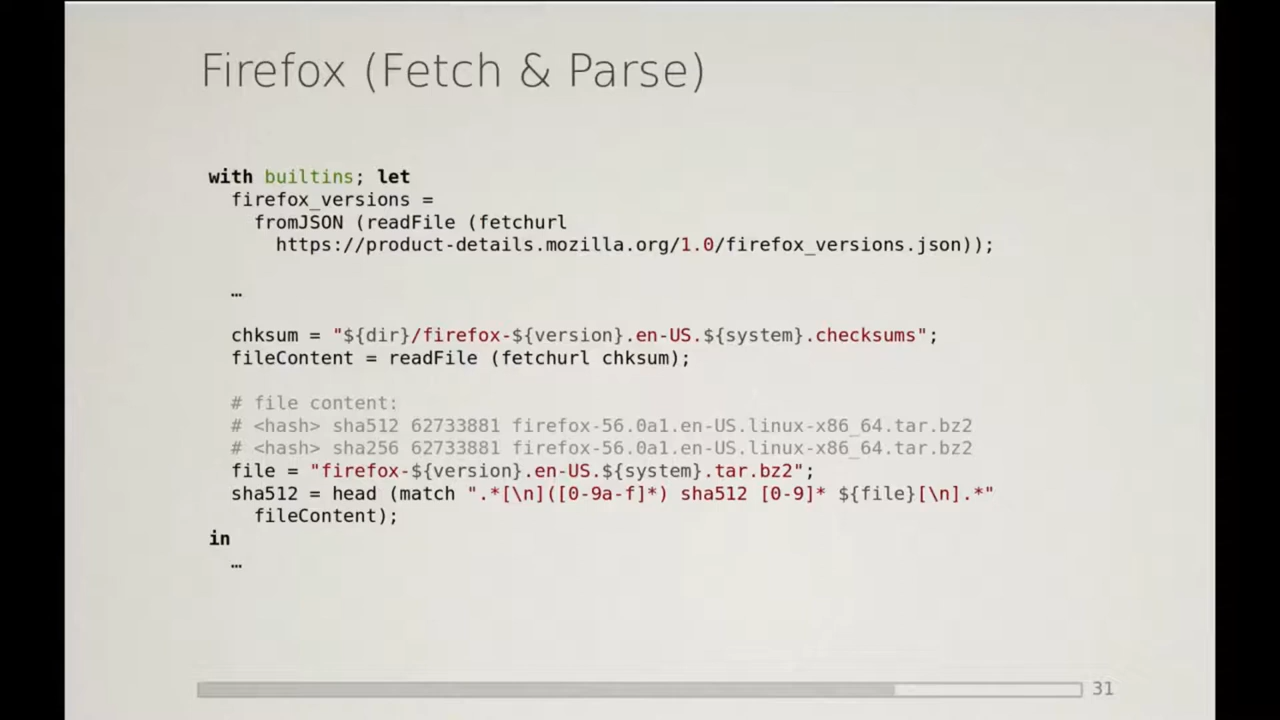 Firefox (Fetch & Parse)
with builtins; let
firefox_versions =
fromJSON (readFile (fetchurl
https://product-details.mozilla.org/1.0/firefox_versions.json));
…
chksum = "${dir}/firefox-${version}.en-US.${system}.checksums";
fileContent = readFile (fetchurl chksum);
# file content:
# <hash> sha512 62733881 firefox-56.0a1.en-US.linux-x86_64.tar.bz2
# <hash> sha256 62733881 firefox-56.0a1.en-US.linux-x86_64.tar.bz2
file = "firefox-${version}.en-US.${system}.tar.bz2";
sha512 = head (match ".*[\n]([0-9a-f]*) sha512 [0-9]* ${file}[\n].*"
fileContent);
in
…
31